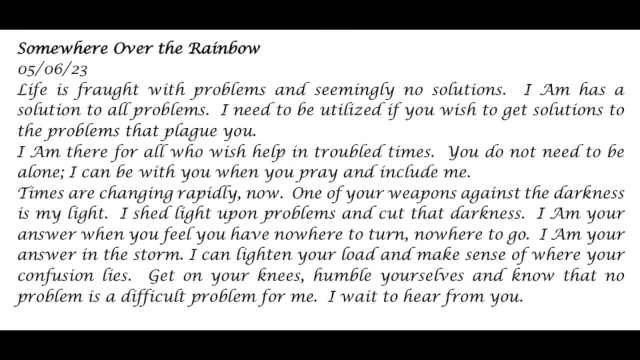 Somewhere Over the Rainbow
05/06/23
Life is fraught with problems and seemingly no solutions.  I Am has a
solution to all problems.  I need to be utilized if you wish to get solutions to
the problems that plague you.
I Am there for all who wish help in troubled times.  You do not need to be
alone; I can be with you when you pray and include me.
Times are changing rapidly, now.  One of your weapons against the darkness
is my light.  I shed light upon problems and cut that darkness.  I Am your
answer when you feel you have nowhere to turn, nowhere to go.  I Am your
answer in the storm. I can lighten your load and make sense of where your
confusion lies.  Get on your knees, humble yourselves and know that no
problem is a difficult problem for me.  I wait to hear from you.